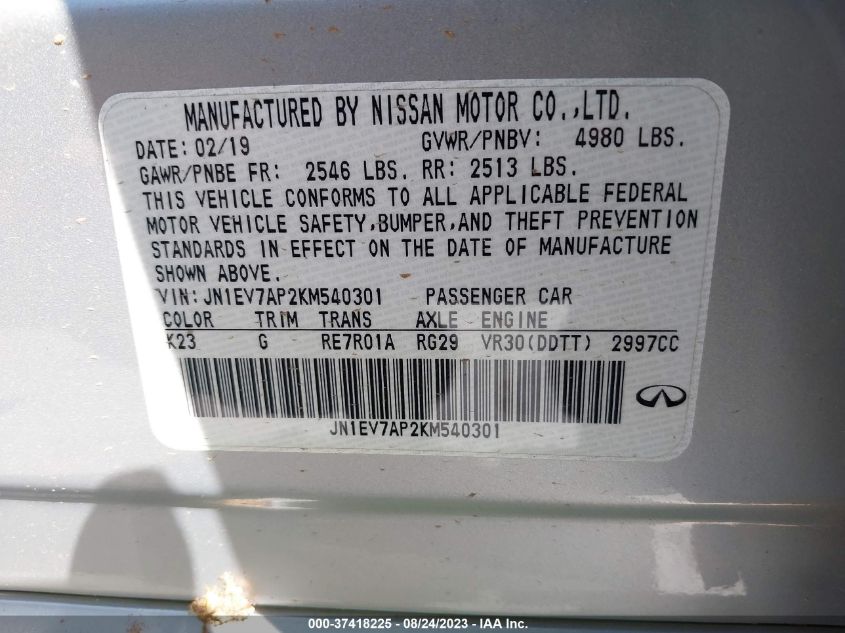 MANUFACTURED BY NISSAN MOTOR CO.,LTD.
DATE: 02/19 GVWR/PNBV: 4980 LBS.
GAWR/PNBE FR: 2546 LBS. RR: 2513 LBS.
THIS VEHICLE CONFORMS TO ALL APPLICABLE FEDERAL
MOTOR VEHICLE SAFETY,BUMPER,AND THEFT PREVENTION
STANDARDS IN EFFECT ON THE DATE OF MANUFACTURE
SHOWN ABOVE.
VIN:JN1EV7AP2KM540301 PASSENGER CAR
COLOR TRIM TRANS AXLE ENGINE
K23 G RE7R01A RG29 VR30(DDTT) 2997CC
JN1EV7AP2KM540301
000-37418225 - 08/24/2023 - IAA Inc.